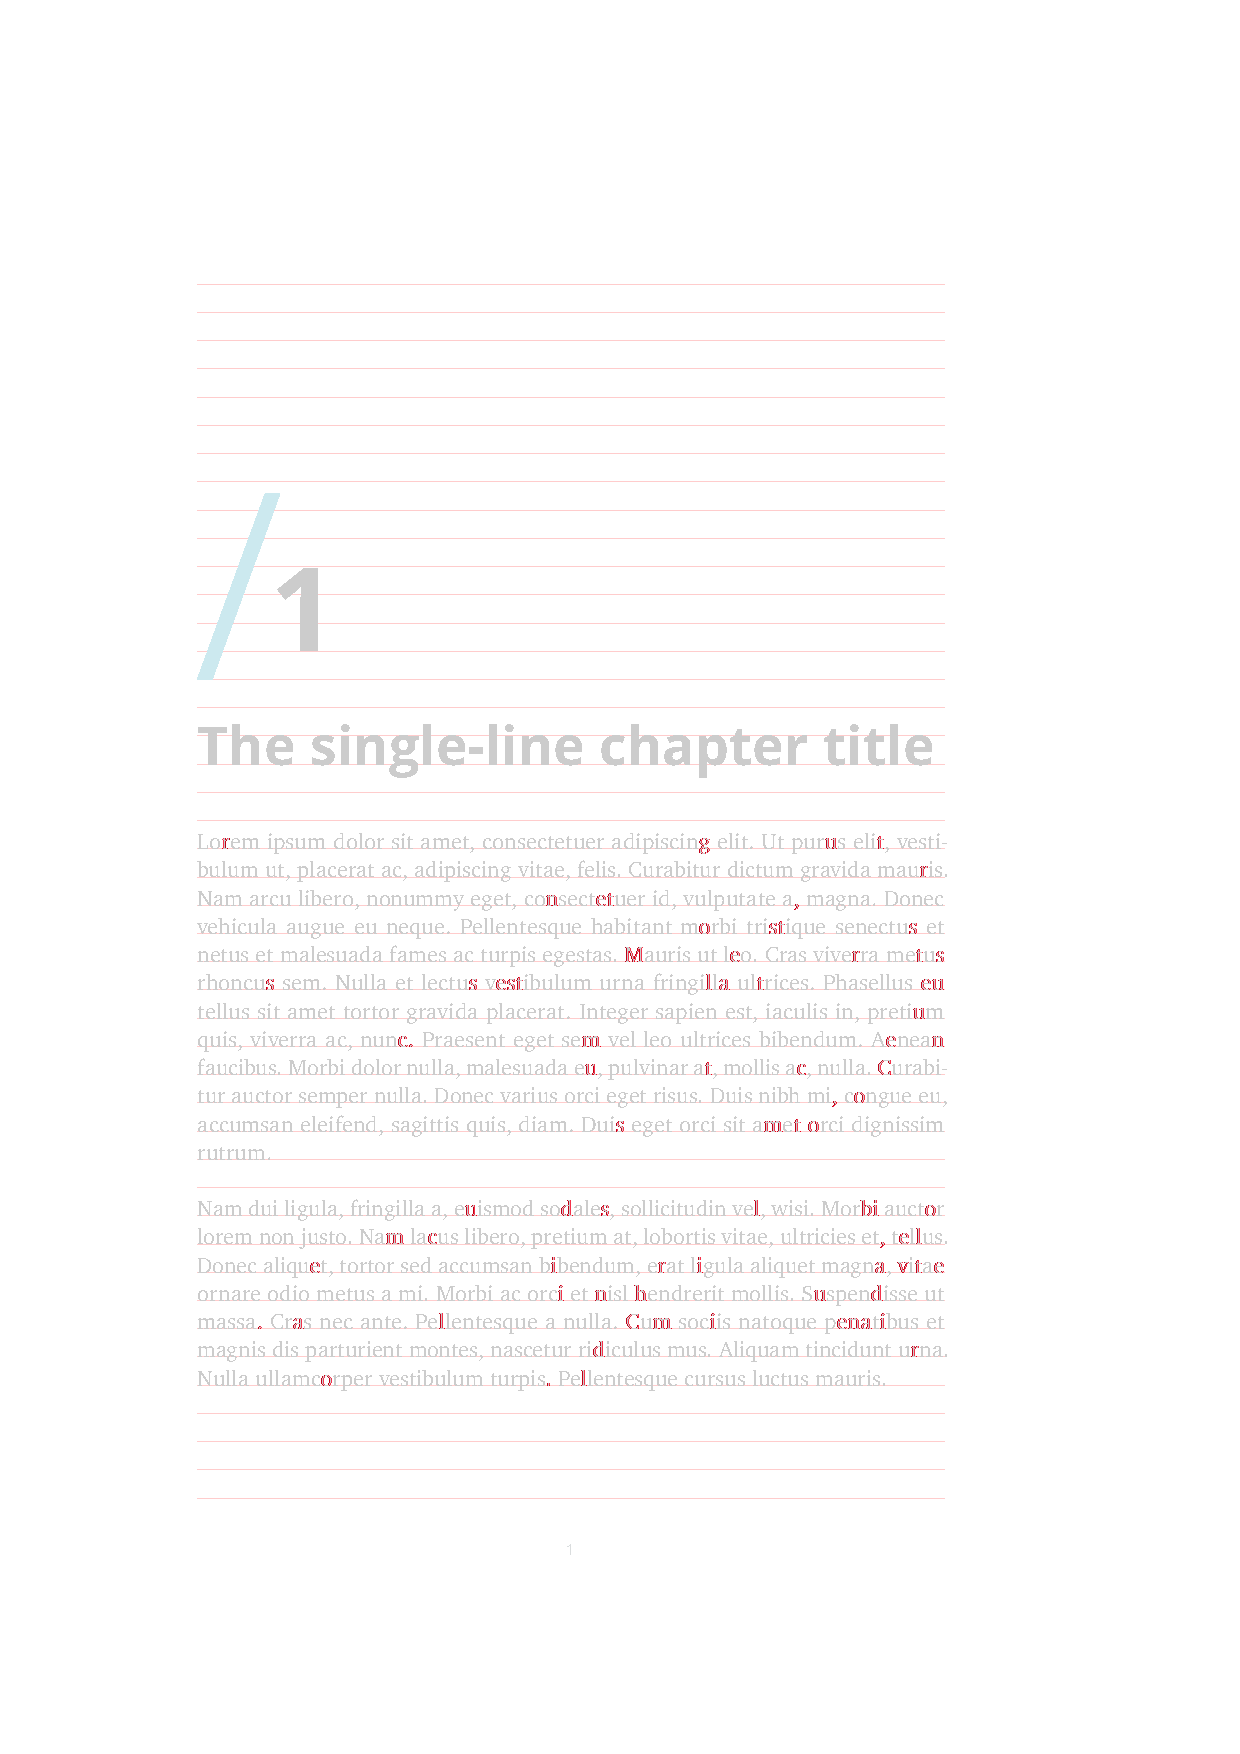 /1
The single-line chapter title
Lorem ipsum dolor sit amet, consectetuer adipiscing elit. Ut purus elit, vesti-
bulum ut, placerat ac, adipiscing vitae, felis. Curabitur dictum gravida mauris.
Nam arcu libero, nonummy eget, consectetuer id, vulputate a, magna. Donec
vehicula augue eu neque. Pellentesque habitant morbi tristique senectus et
netus et malesuada fames ac turpis egestas. Mauris ut leo. Cras viverra metus
rhoncus sem. Nulla et lectus vestibulum urna fringilla ultrices. Phasellus eu
tellus sit amet tortor gravida placerat. Integer sapien est, iaculis in, pretium
quis, viverra ac, nunc. Praesent eget sem vel leo ultrices bibendum. Aenean
faucibus. Morbi dolor nulla, malesuada eu, pulvinar at, mollis ac, nulla. Curabi-
tur auctor semper nulla. Donec varius orci eget risus. Duis nibh mi, congue eu,
accumsan eleifend, sagittis quis, diam. Duis eget orci sit amet orci dignissim
rutrum.
Nam dui ligula, fringilla a, euismod sodales, sollicitudin vel, wisi. Morbi auctor
lorem non justo. Nam lacus libero, pretium at, lobortis vitae, ultricies et, tellus.
Donec aliquet, tortor sed accumsan bibendum, erat ligula aliquet magna, vitae
ornare odio metus a mi. Morbi ac orci et nisl hendrerit mollis. Suspendisse ut
massa. Cras nec ante. Pellentesque a nulla. Cum sociis natoque penatibus et
magnis dis parturient montes, nascetur ridiculus mus. Aliquam tincidunt urna.
Nulla ullamcorper vestibulum turpis. Pellentesque cursus luctus mauris.
1